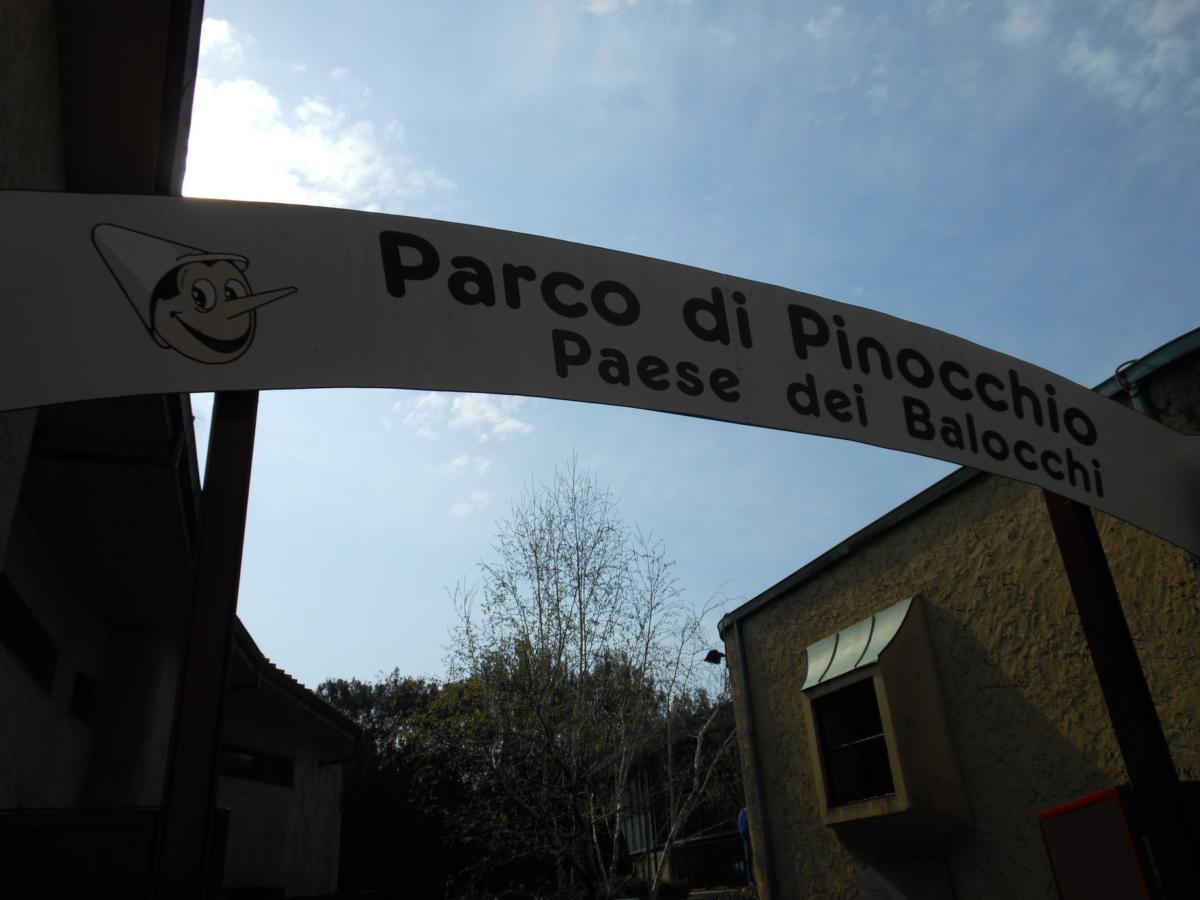 Parco di Pinocchio
Paese dei Balocchi